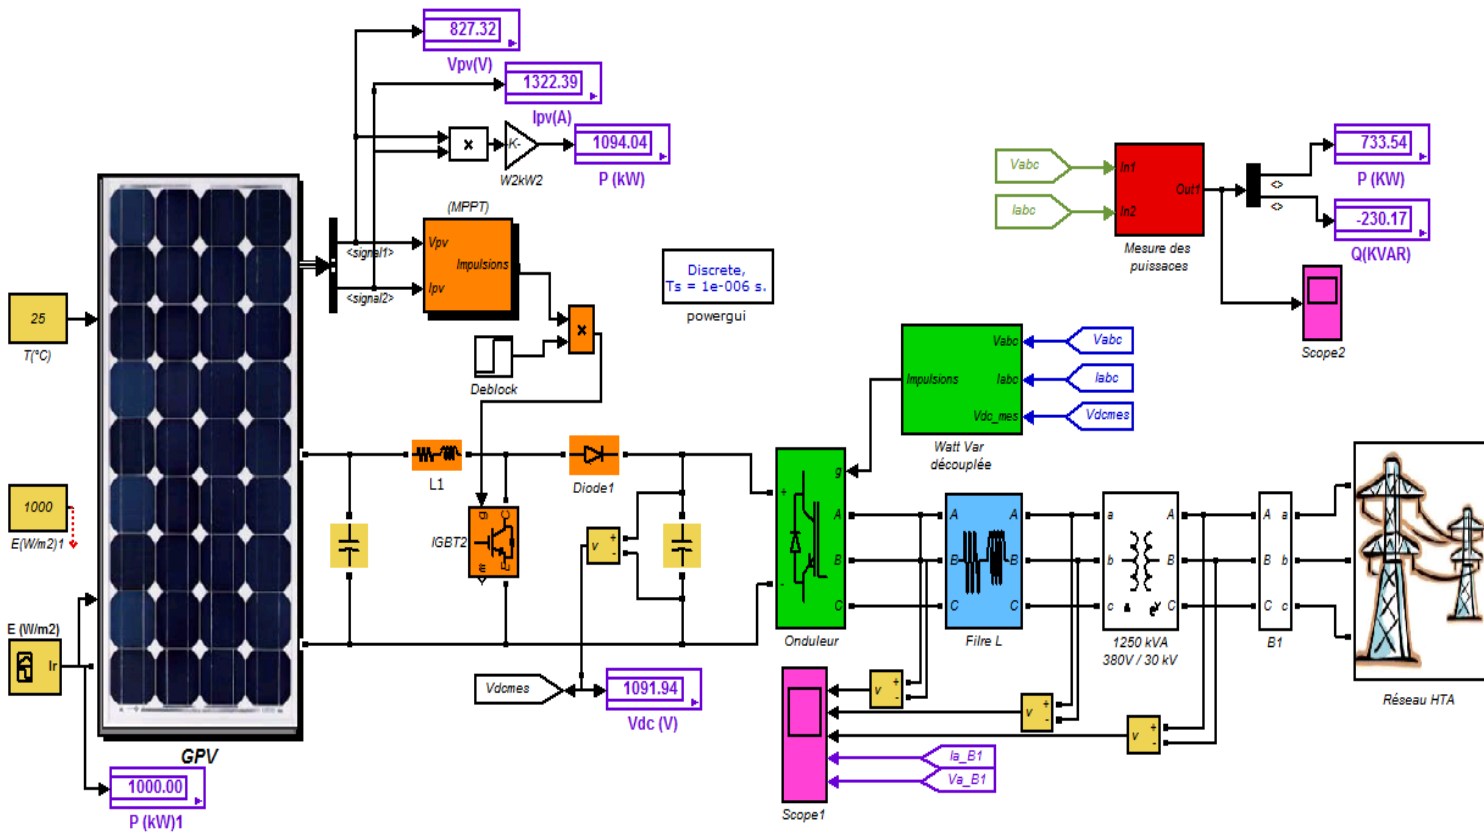 827.32
Vpv(V)
1322.39
Ipv(A)
×
-K-
W2kW2
1094.04
P (kW)
(MPPT)
Vpv
Impulsions
Ipv
<signal1>
<signal2>
×
Deblock
Discrete,
Ts = 1e-006 s.
powergui
Vabc
Iabc
In1
In2
Out1
Mesure des
puissaces
<>
<>
733.54
P (KW)
-230.17
Q(KVAR)
Scope2
25
T(°C)
1000
E(W/m2)1
E (W/m2)
Ir
GPV
1000.00
P (kW)1
L1
g
C
E
m
IGBT2
Diode1
v
+
-
Vdcmes
1091.94
Vdc (V)
Impulsions
Vabc
Iabc
Vdc_mes
Watt Var
découplée
Vabc
Iabc
Vdcmes
g
+
-
A
B
C
Onduleur
A
B
C
A
B
C
Filre L
a
b
c
A
B
C
1250 kVA
380V / 30 kV
A
B
C
a
b
c
B1
Réseau HTA
v
+
-
v
+
-
v
+
-
Ia_B1
Va_B1
Scope1